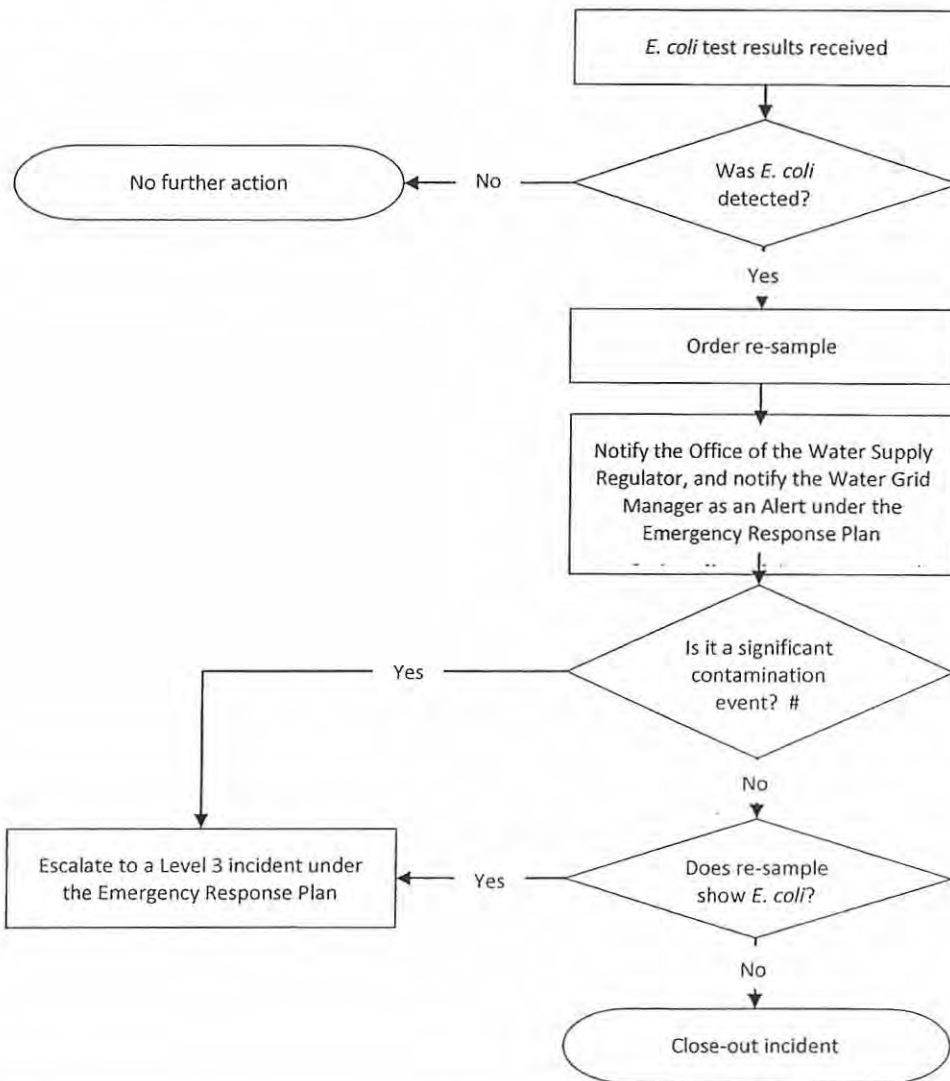 E. coli test results received
Was E. coli
detected?
No
No further action
Yes
Order re-sample
Notify the Office of the Water Supply
Regulator, and notify the Water Grid
Manager as an Alert under the
Emergency Response Plan
Is it a significant
contamination
event? #
Yes
No
Does re-sample
show E. coli?
Yes
Escalate to a Level 3 incident under
the Emergency Response Plan
No
Close-out incident